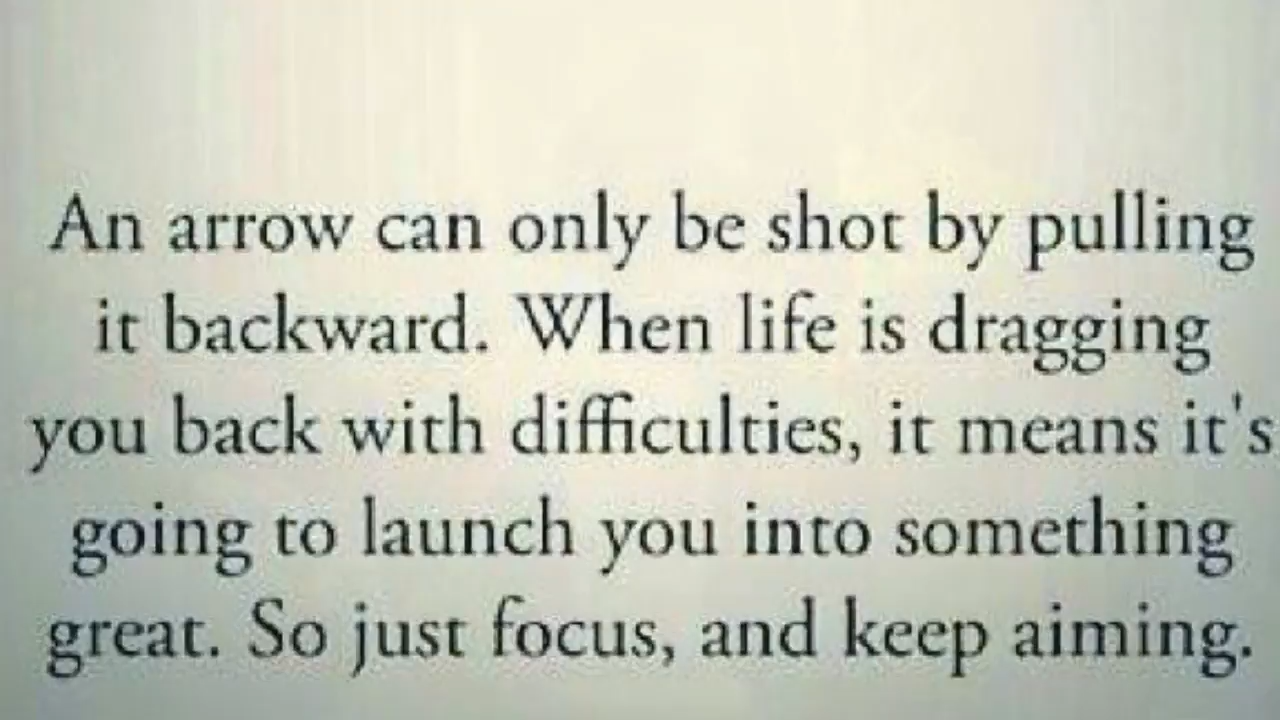 An arrow can only be shot by pulling
it backward. When life is dragging
you back with difficulties, it means it's
going to launch you into something
great. So just focus, and keep aiming.